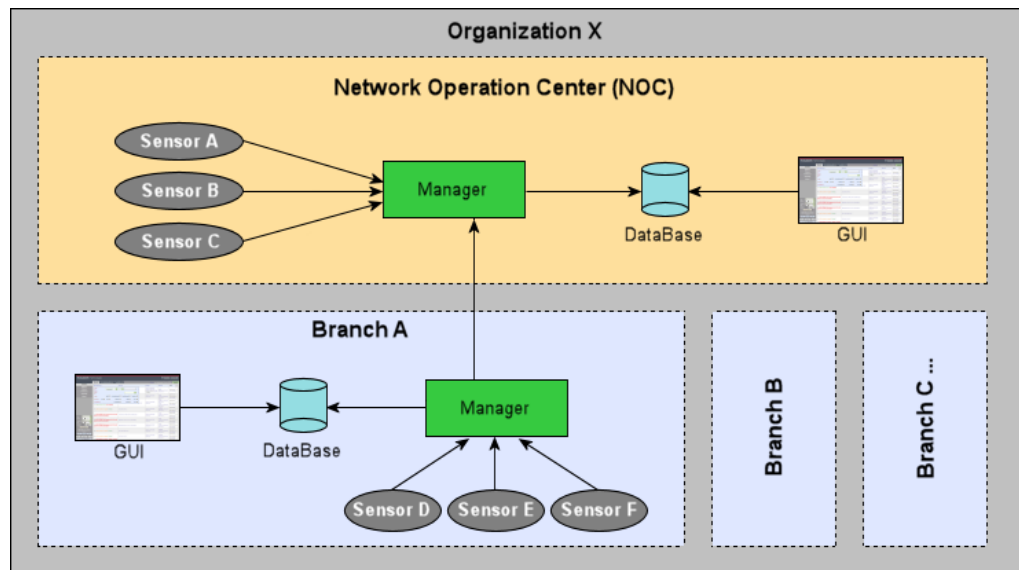 Organization X
Network Operation Center (NOC)
Sensor A
Sensor B
Sensor C
Manager
DataBase
GUI
Branch A
GUI
DataBase
Manager
Sensor D
Sensor E
Sensor F
Branch B
Branch C ...